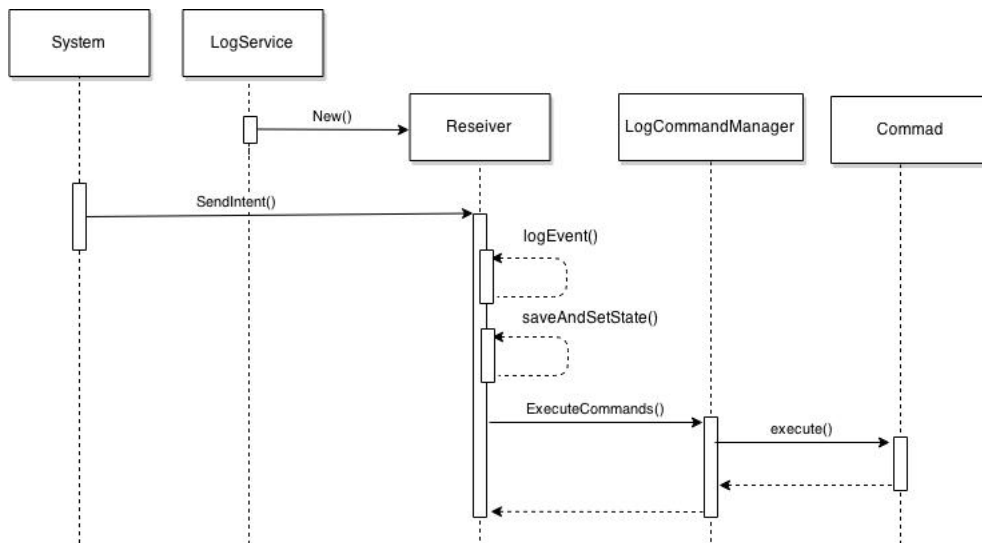 System
LogService
New()
Reseiver
LogCommandManager
Commad
SendIntent()
logEvent()
saveAndSetState()
ExecuteCommands()
execute()